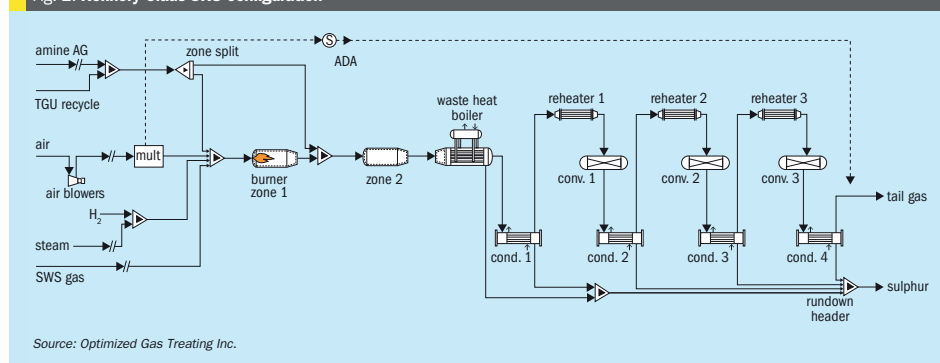 Fig. 2: Refinery Claus SRU configuration
amine AG
zone split
S
ADA
TGU recycle
waste heat
boiler
reheater 1
reheater 2
reheater 3
air
mult
burner
zone 1
zone 2
conv. 1
conv. 2
conv. 3
air blowers
tail gas
H2
steam
cond. 1
cond. 2
cond. 3
cond. 4
SWS gas
sulphur
rundown
header
Source: Optimized Gas Treating Inc.